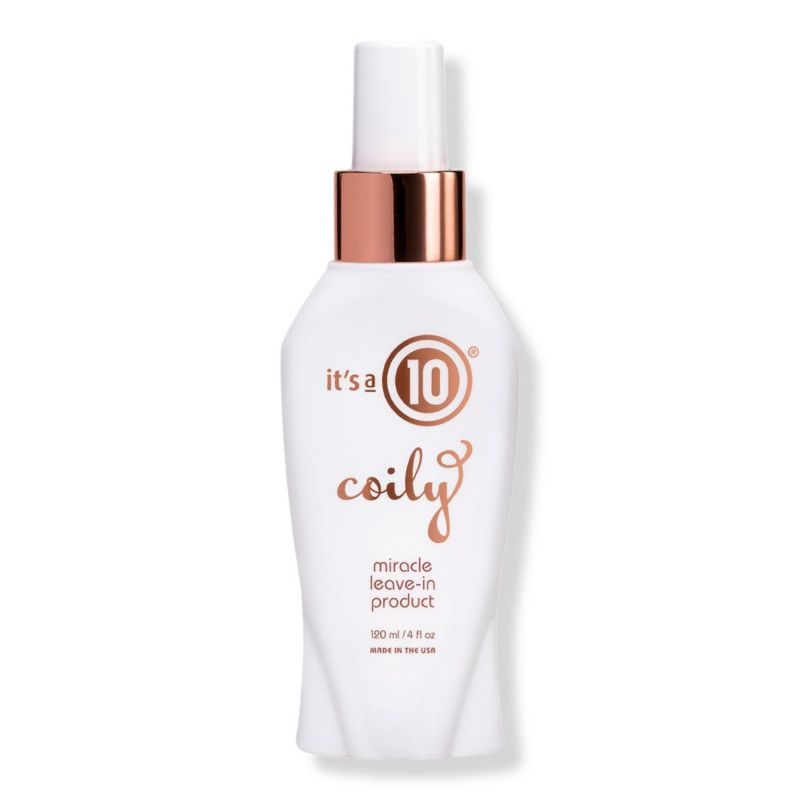 it's a 10®
coily
miracle
leave-in
product
120 ml / 4 fl oz
MADE IN THE USA